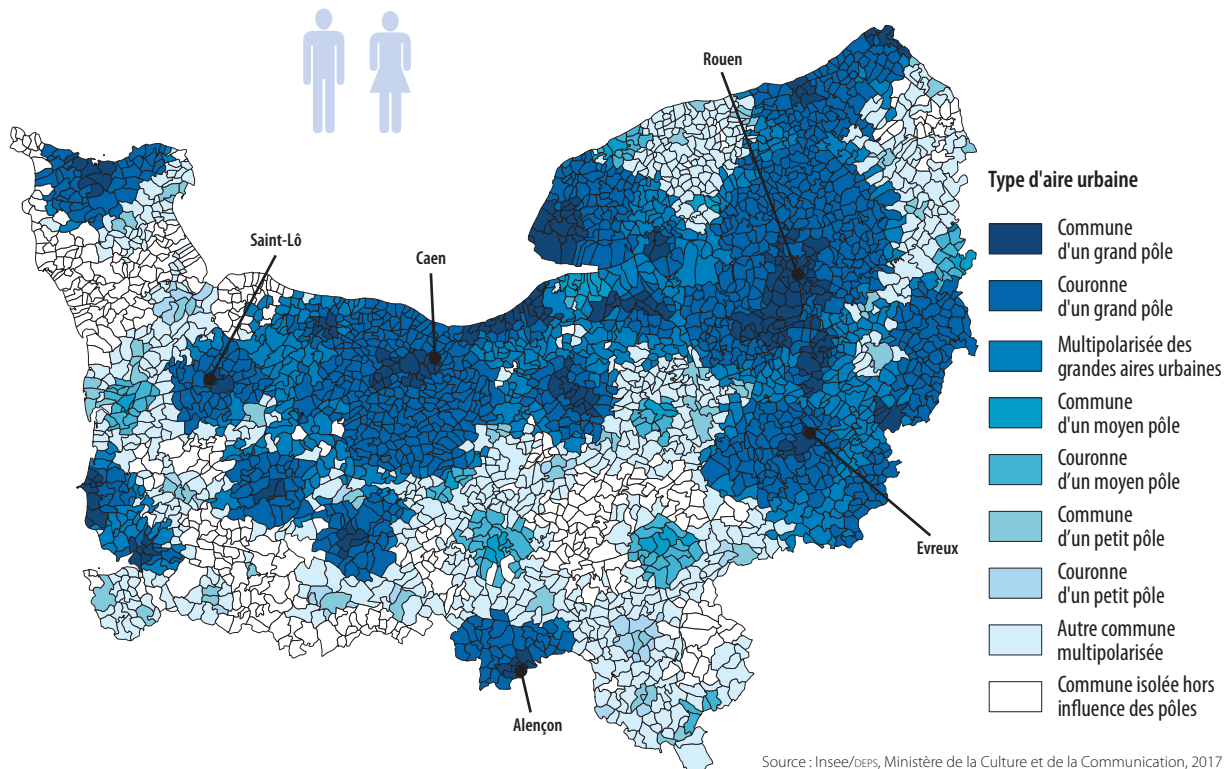 Rouen
Saint-Lô
Caen
Evreux
Alençon
Type d'aire urbaine
Commune
d'un grand pôle
Couronne
d'un grand pôle
Multipolarisée des
grandes aires urbaines
Commune
d'un moyen pôle
Couronne
d'un moyen pôle
Commune
d'un petit pôle
Couronne
d'un petit pôle
Autre commune
multipolarisée
Commune isolée hors
influence des pôles
Source : Insee/DEPS, Ministère de la Culture et de la Communication, 2017